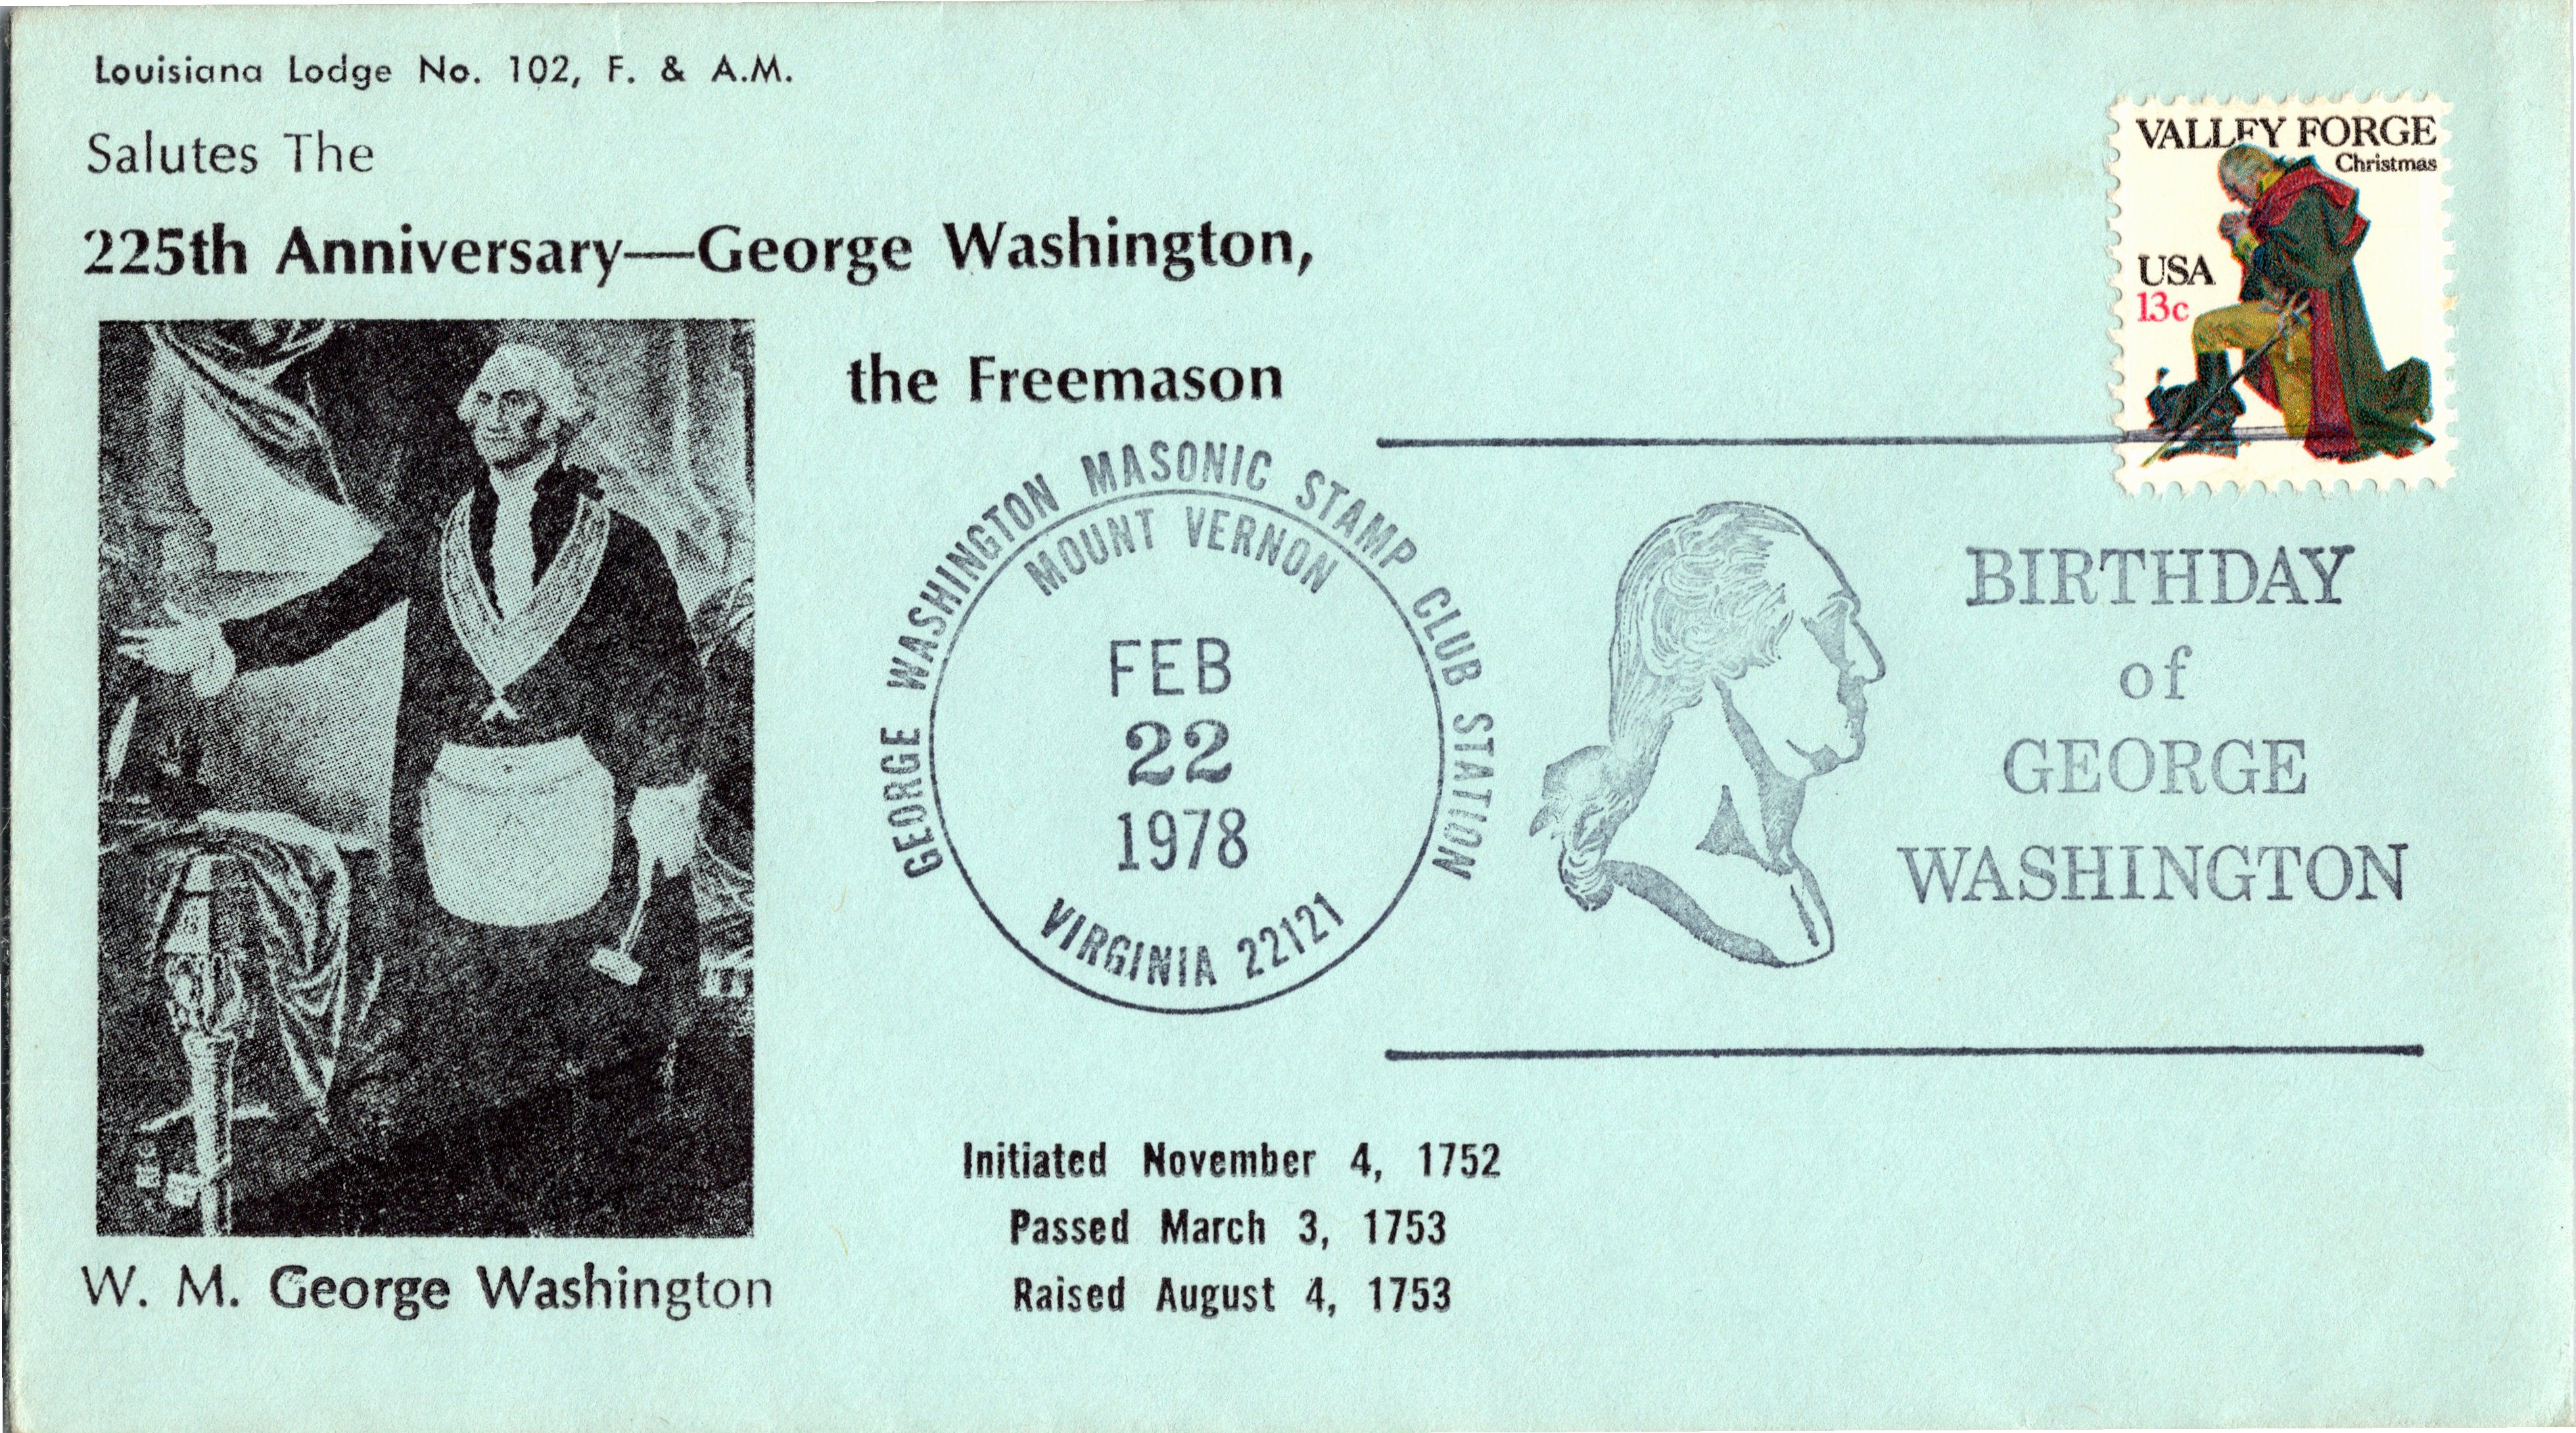 Louisiana Lodge No. 102, F. & A.M.
Salutes The
225th Anniversary—George Washington,
the Freemason
VALLEY FORGE
Christmas
USA
13c
GEORGE WASHINGTON MASONIC STAMP CLUB STATION
MOUNT VERNON
FEB
22
1978
VIRGINIA 22121
BIRTHDAY
of
GEORGE
WASHINGTON
Initiated November 4, 1752
Passed March 3, 1753
Raised August 4, 1753
W. M. George Washington